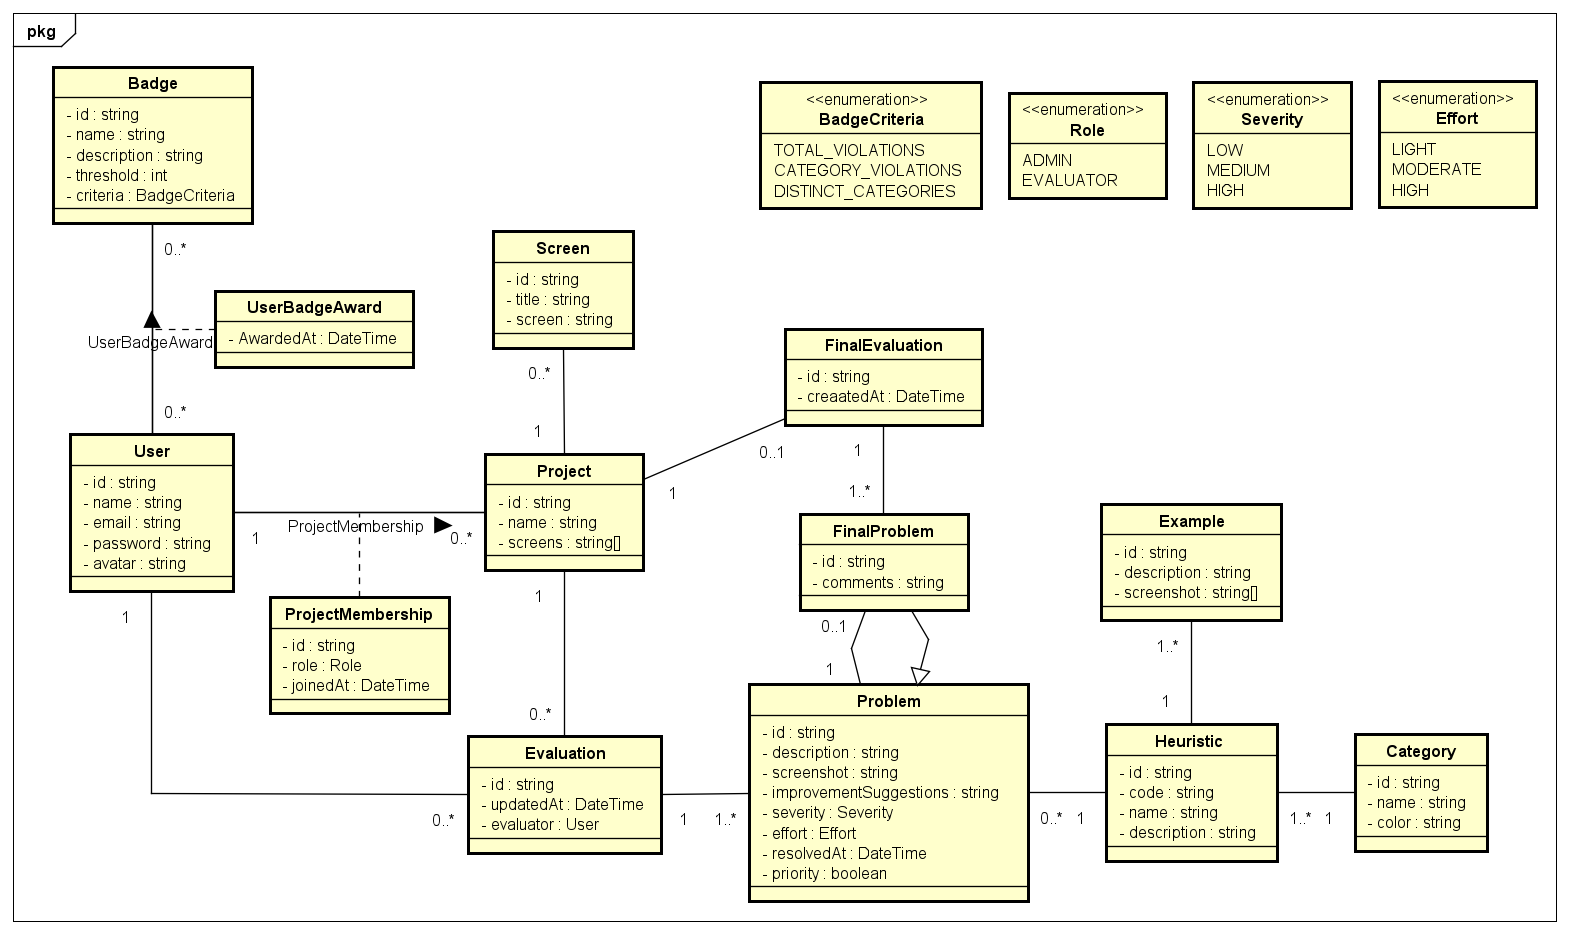 pkg
Badge
- id : string
- name : string
- description : string
- threshold : int
- criteria : BadgeCriteria
<<enumeration>>
BadgeCriteria
TOTAL_VIOLATIONS
CATEGORY_VIOLATIONS
DISTINCT_CATEGORIES
<<enumeration>>
Role
ADMIN
EVALUATOR
<<enumeration>>
Severity
LOW
MEDIUM
HIGH
<<enumeration>>
Effort
LIGHT
MODERATE
HIGH
0..*
UserBadgeAward
UserBadgeAward
- AwardedAt : DateTime
0..*
Screen
- id : string
- title : string
- screen : string
0..*
1
FinalEvaluation
- id : string
- creaatedAt : DateTime
0..1
1
1
1..*
User
- id : string
- name : string
- email : string
- password : string
- avatar : string
1
ProjectMembership
0..*
1
Project
- id : string
- name : string
- screens : string[]
1
0..*
ProjectMembership
- id : string
- role : Role
- joinedAt : DateTime
FinalProblem
- id : string
- comments : string
0..1
1
Example
- id : string
- description : string
- screenshot : string[]
1..*
1
Evaluation
- id : string
- updatedAt : DateTime
- evaluator : User
0..*
1
1..*
Problem
- id : string
- description : string
- screenshot : string
- improvementSuggestions : string
- severity : Severity
- effort : Effort
- resolvedAt : DateTime
- priority : boolean
0..*
1
Heuristic
- id : string
- code : string
- name : string
- description : string
1..*
1
Category
- id : string
- name : string
- color : string